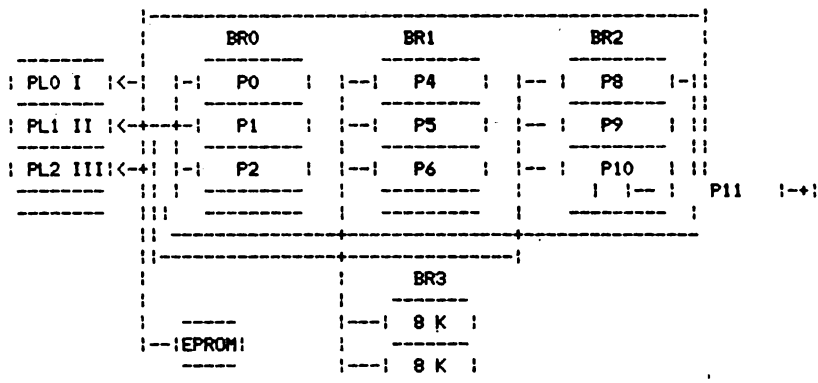 BR0 BR1 BR2
PL0 I P0 P4 P8
PL1 II P1 P5 P9
PL2 III P2 P6 P10
P11
BR3
8 K
EPROM
8 K